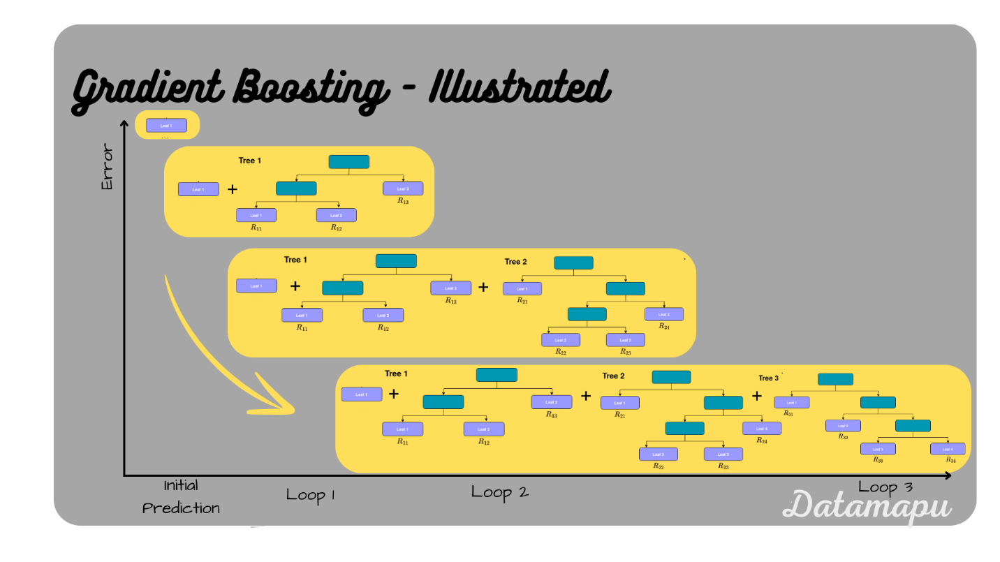 Gradient Boosting - Illustrated
Error
Leaf 1
Tree 1
Leaf 1
+
Leaf 3
R13
Leaf 1
Leaf 2
R11
R12
Tree 1
Leaf 1
+
Leaf 3
R13
Leaf 1
Leaf 2
R11
R12
+
Tree 2
Leaf 1
R21
Leaf 4
R24
Leaf 2
Leaf 3
R22
R23
Tree 1
Leaf 1
+
Leaf 3
R13
Leaf 1
Leaf 2
R11
R12
+
Tree 2
Leaf 1
R21
Leaf 4
R24
Leaf 2
Leaf 3
R22
R23
+
Tree 3
Leaf 1
R31
Leaf 2
R32
Leaf 3
Leaf 4
R33
R34
Initial
Prediction
Loop 1
Loop 2
Loop 3
Datamapu